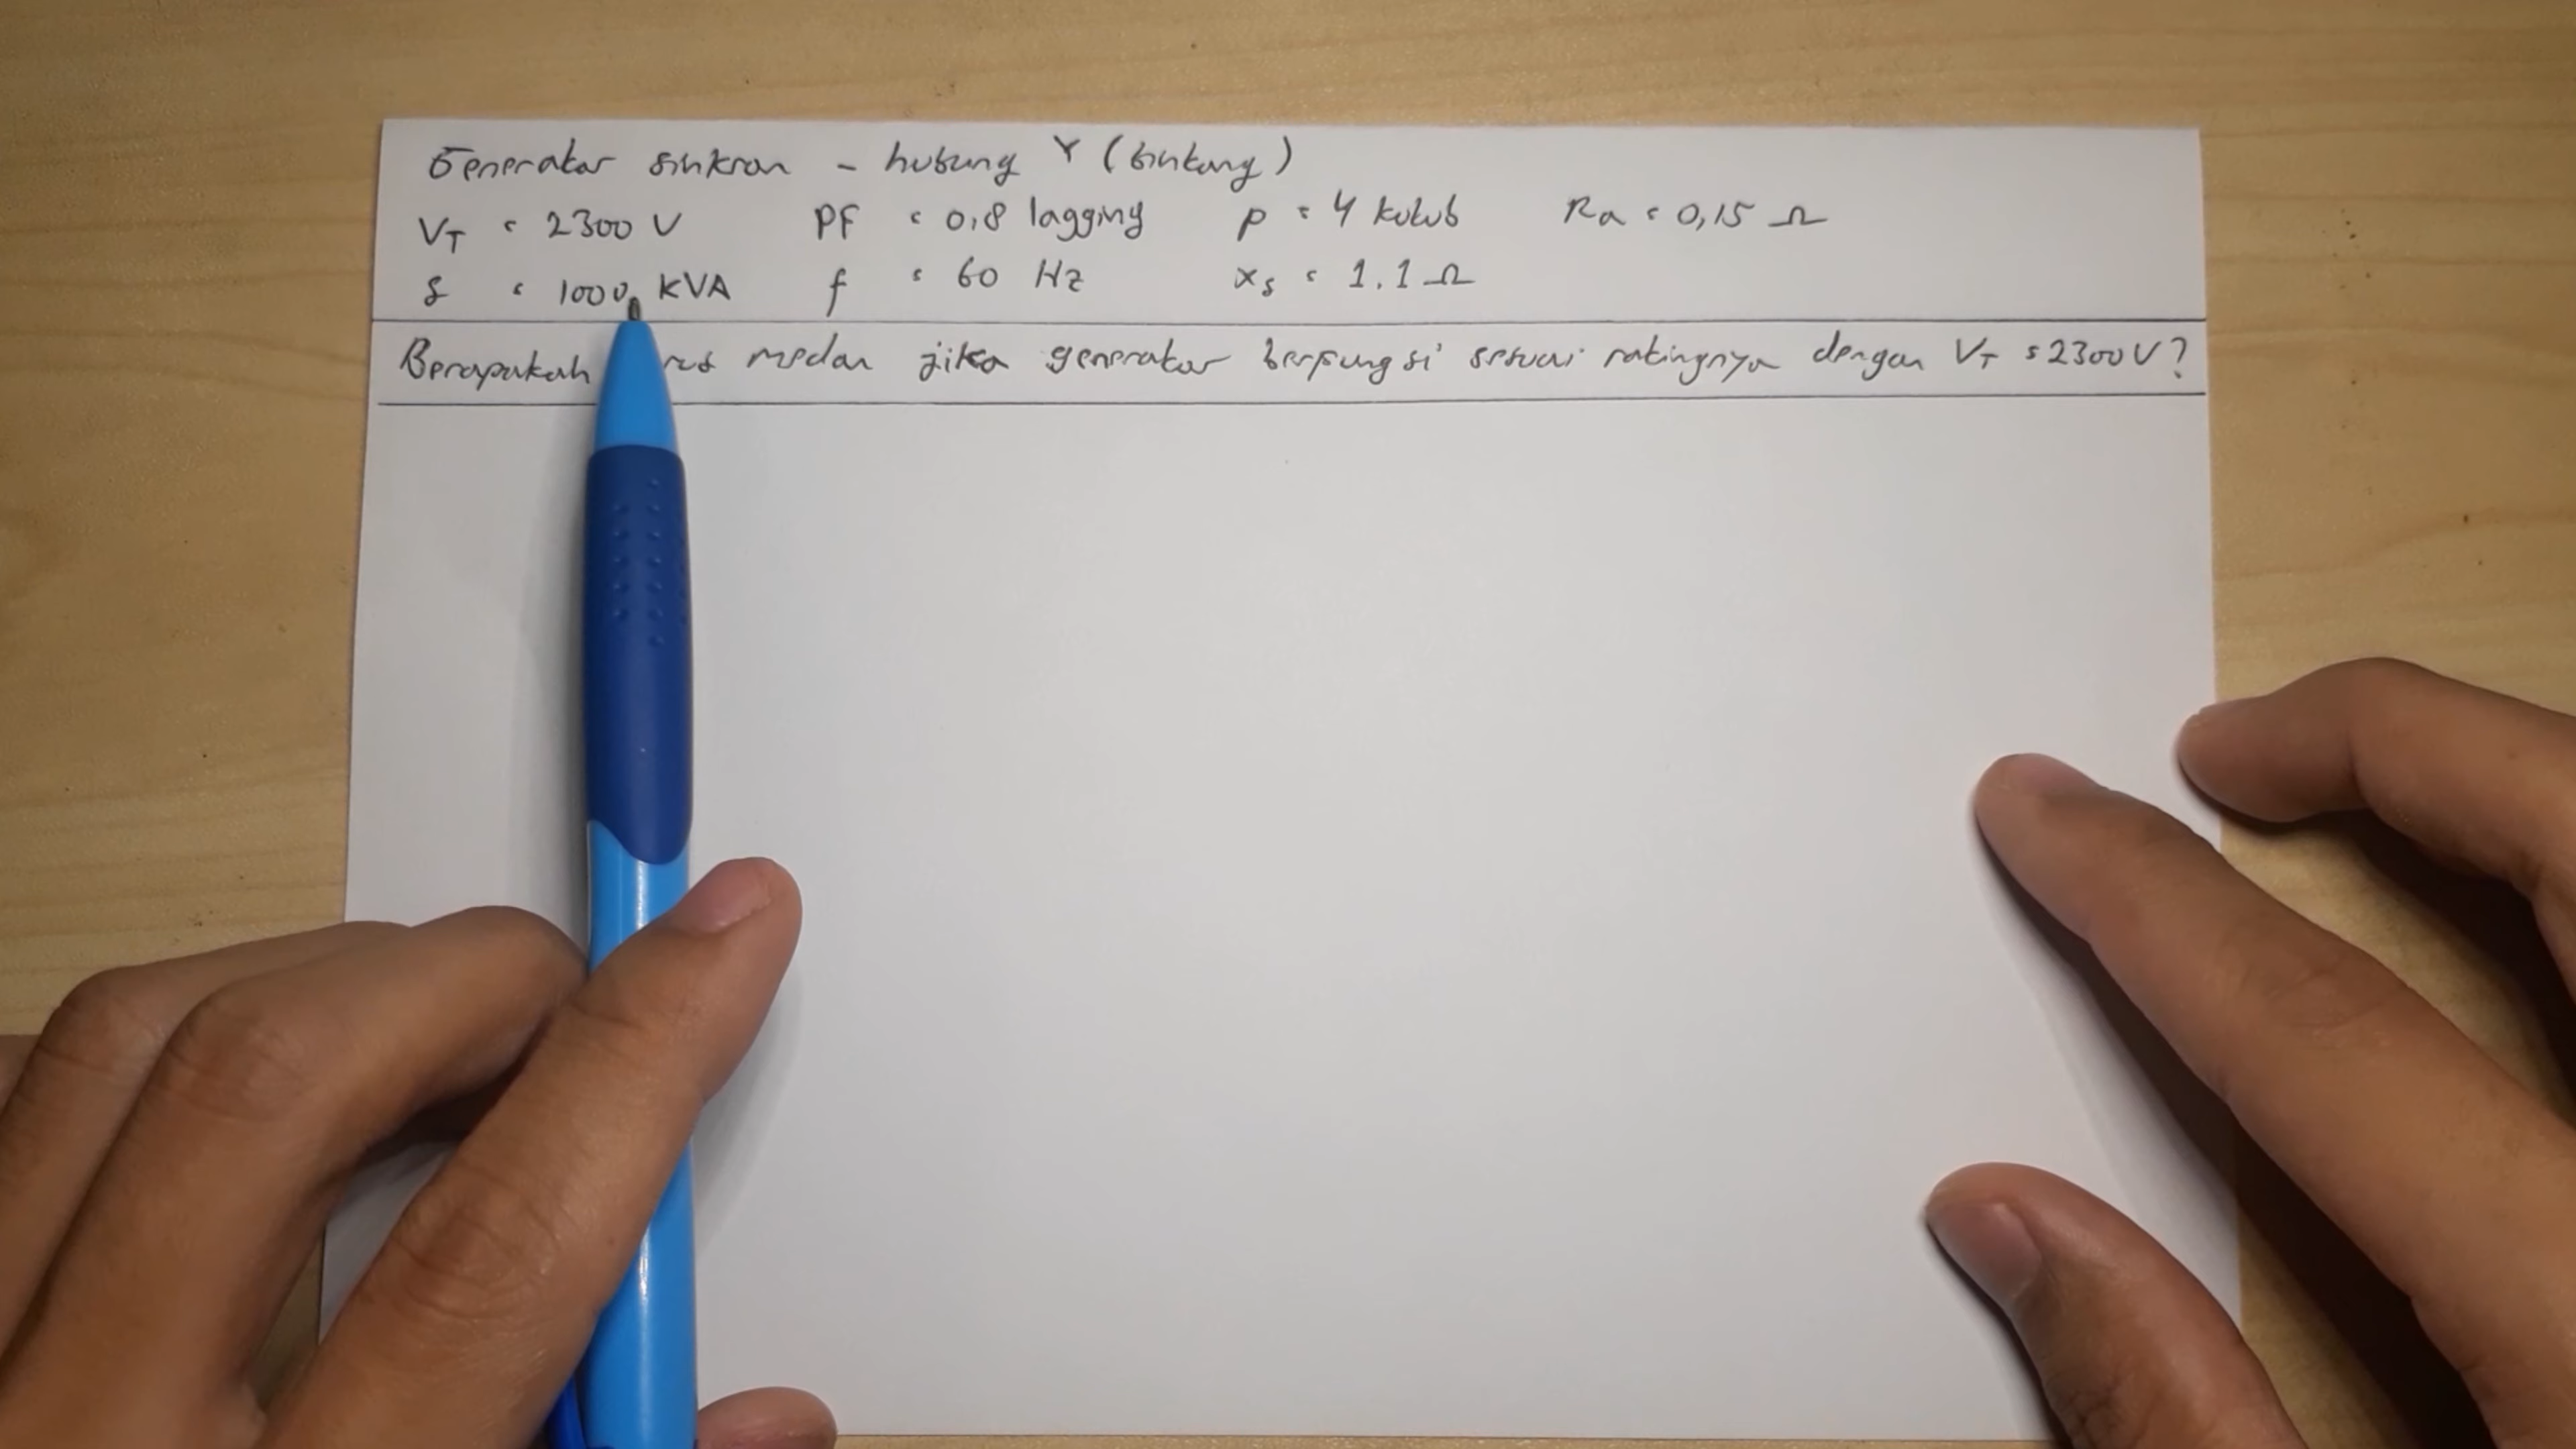 Generator sinkron - hubung Y (bintang)
VT = 2300 V PF = 0,8 lagging P = 4 kutub Ra = 0,15 Ω
S = 1000 KVA f = 60 Hz Xs = 1.1 Ω
Berapakah medan jika generator berfungsi sesuai ratingnya dengan VT = 2300 V?